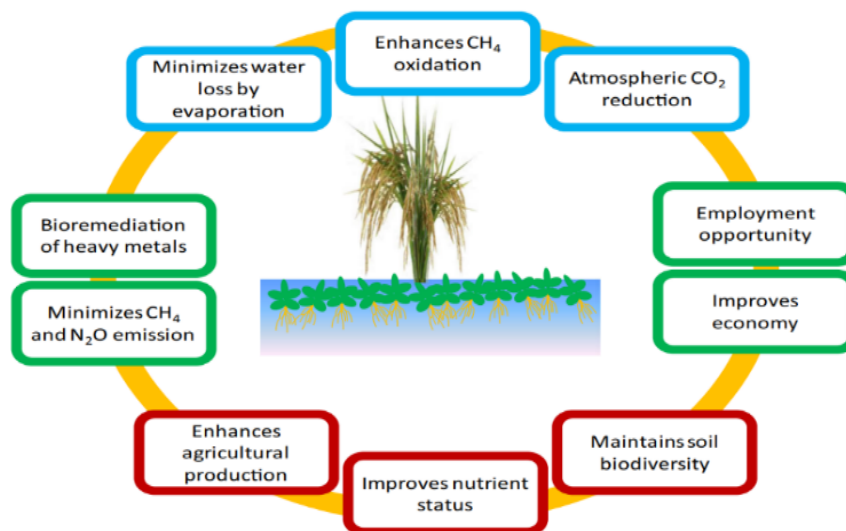 Enhances CH₄
oxidation
Minimizes water
loss by
evaporation
Atmospheric CO₂
reduction
Bioremediation
of heavy metals
Employment
opportunity
Minimizes CH₄
and N₂O emission
Improves
economy
Enhances
agricultural
production
Maintains soil
biodiversity
Improves nutrient
status